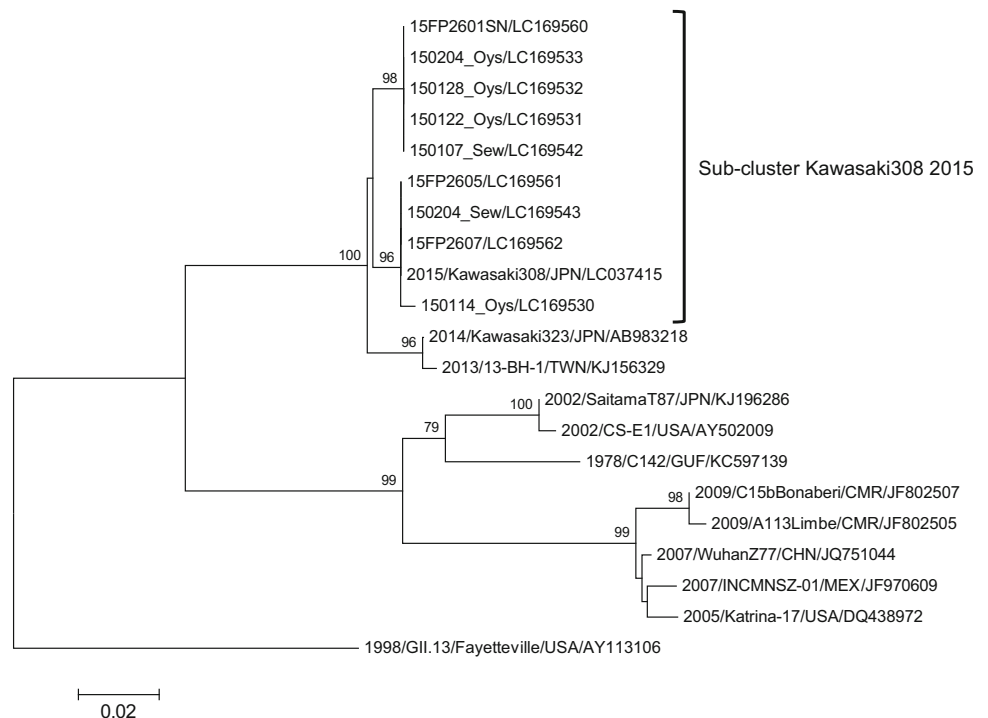 15FP2601SN/LC169560
150204_Oys/LC169533
98
150128_Oys/LC169532
150122_Oys/LC169531
150107_Sew/LC169542
Sub-cluster Kawasaki308 2015
15FP2605/LC169561
150204_Sew/LC169543
15FP2607/LC169562
100
96
2015/Kawasaki308/JPN/LC037415
150114_Oys/LC169530
2014/Kawasaki323/JPN/AB983218
96
2013/13-BH-1/TWN/KJ156329
2002/SaitamaT87/JPN/KJ196286
100
79
2002/CS-E1/USA/AY502009
1978/C142/GUF/KC597139
99
2009/C15bBonaberi/CMR/JF802507
98
2009/A113Limbe/CMR/JF802505
99
2007/WuhanZ77/CHN/JQ751044
2007/INCMNSZ-01/MEX/JF970609
2005/Katrina-17/USA/DQ438972
1998/GII.13/Fayetteville/USA/AY113106
0.02